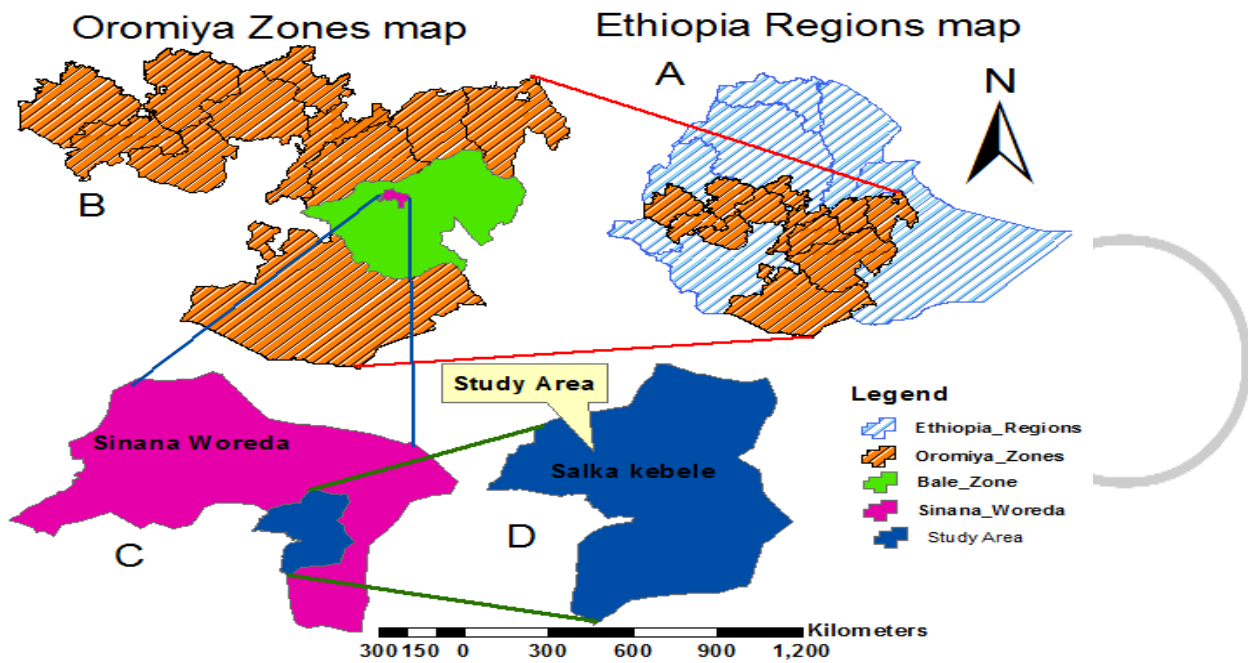 Oromiya Zones map
Ethiopia Regions map
A
N
B
Study Area
Legend
Ethiopia_Regions
Oromiya_Zones
Bale_Zone
Sinana_Woreda
Study Area
Sinana Woreda
Salka kebele
C
D
Kilometers
300 150 0 300 600 900 1,200